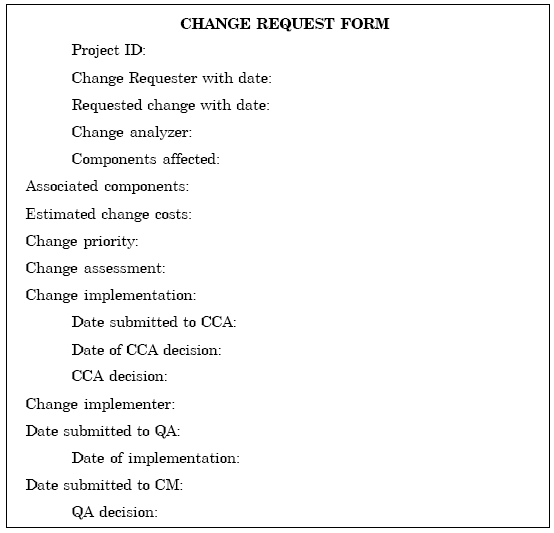 CHANGE REQUEST FORM
Project ID:
Change Requester with date:
Requested change with date:
Change analyzer:
Components affected:
Associated components:
Estimated change costs:
Change priority:
Change assessment:
Change implementation:
Date submitted to CCA:
Date of CCA decision:
CCA decision:
Change implementer:
Date submitted to QA:
Date of implementation:
Date submitted to CM:
QA decision: